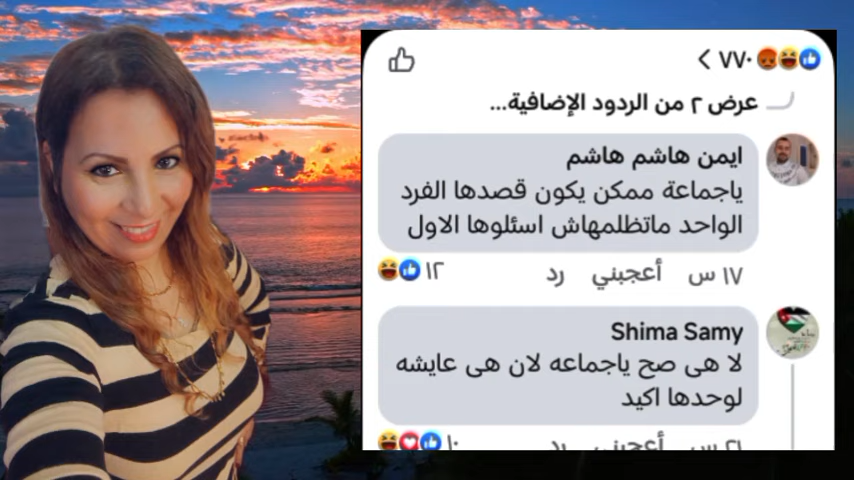 ٧٧٠
عرض ٢ من الردود الإضافية...
ايمن هاشم هاشم
ياجماعة ممكن يكون قصدها الفرد
الواحد ماتظلمهاش اسئلوها الاول
١٧ س أعجبني رد ١٢
Shima Samy
لا هى صح ياجماعه لان هى عايشه
لوحدها اكيد
٢١ س أعجبني رد ١٠